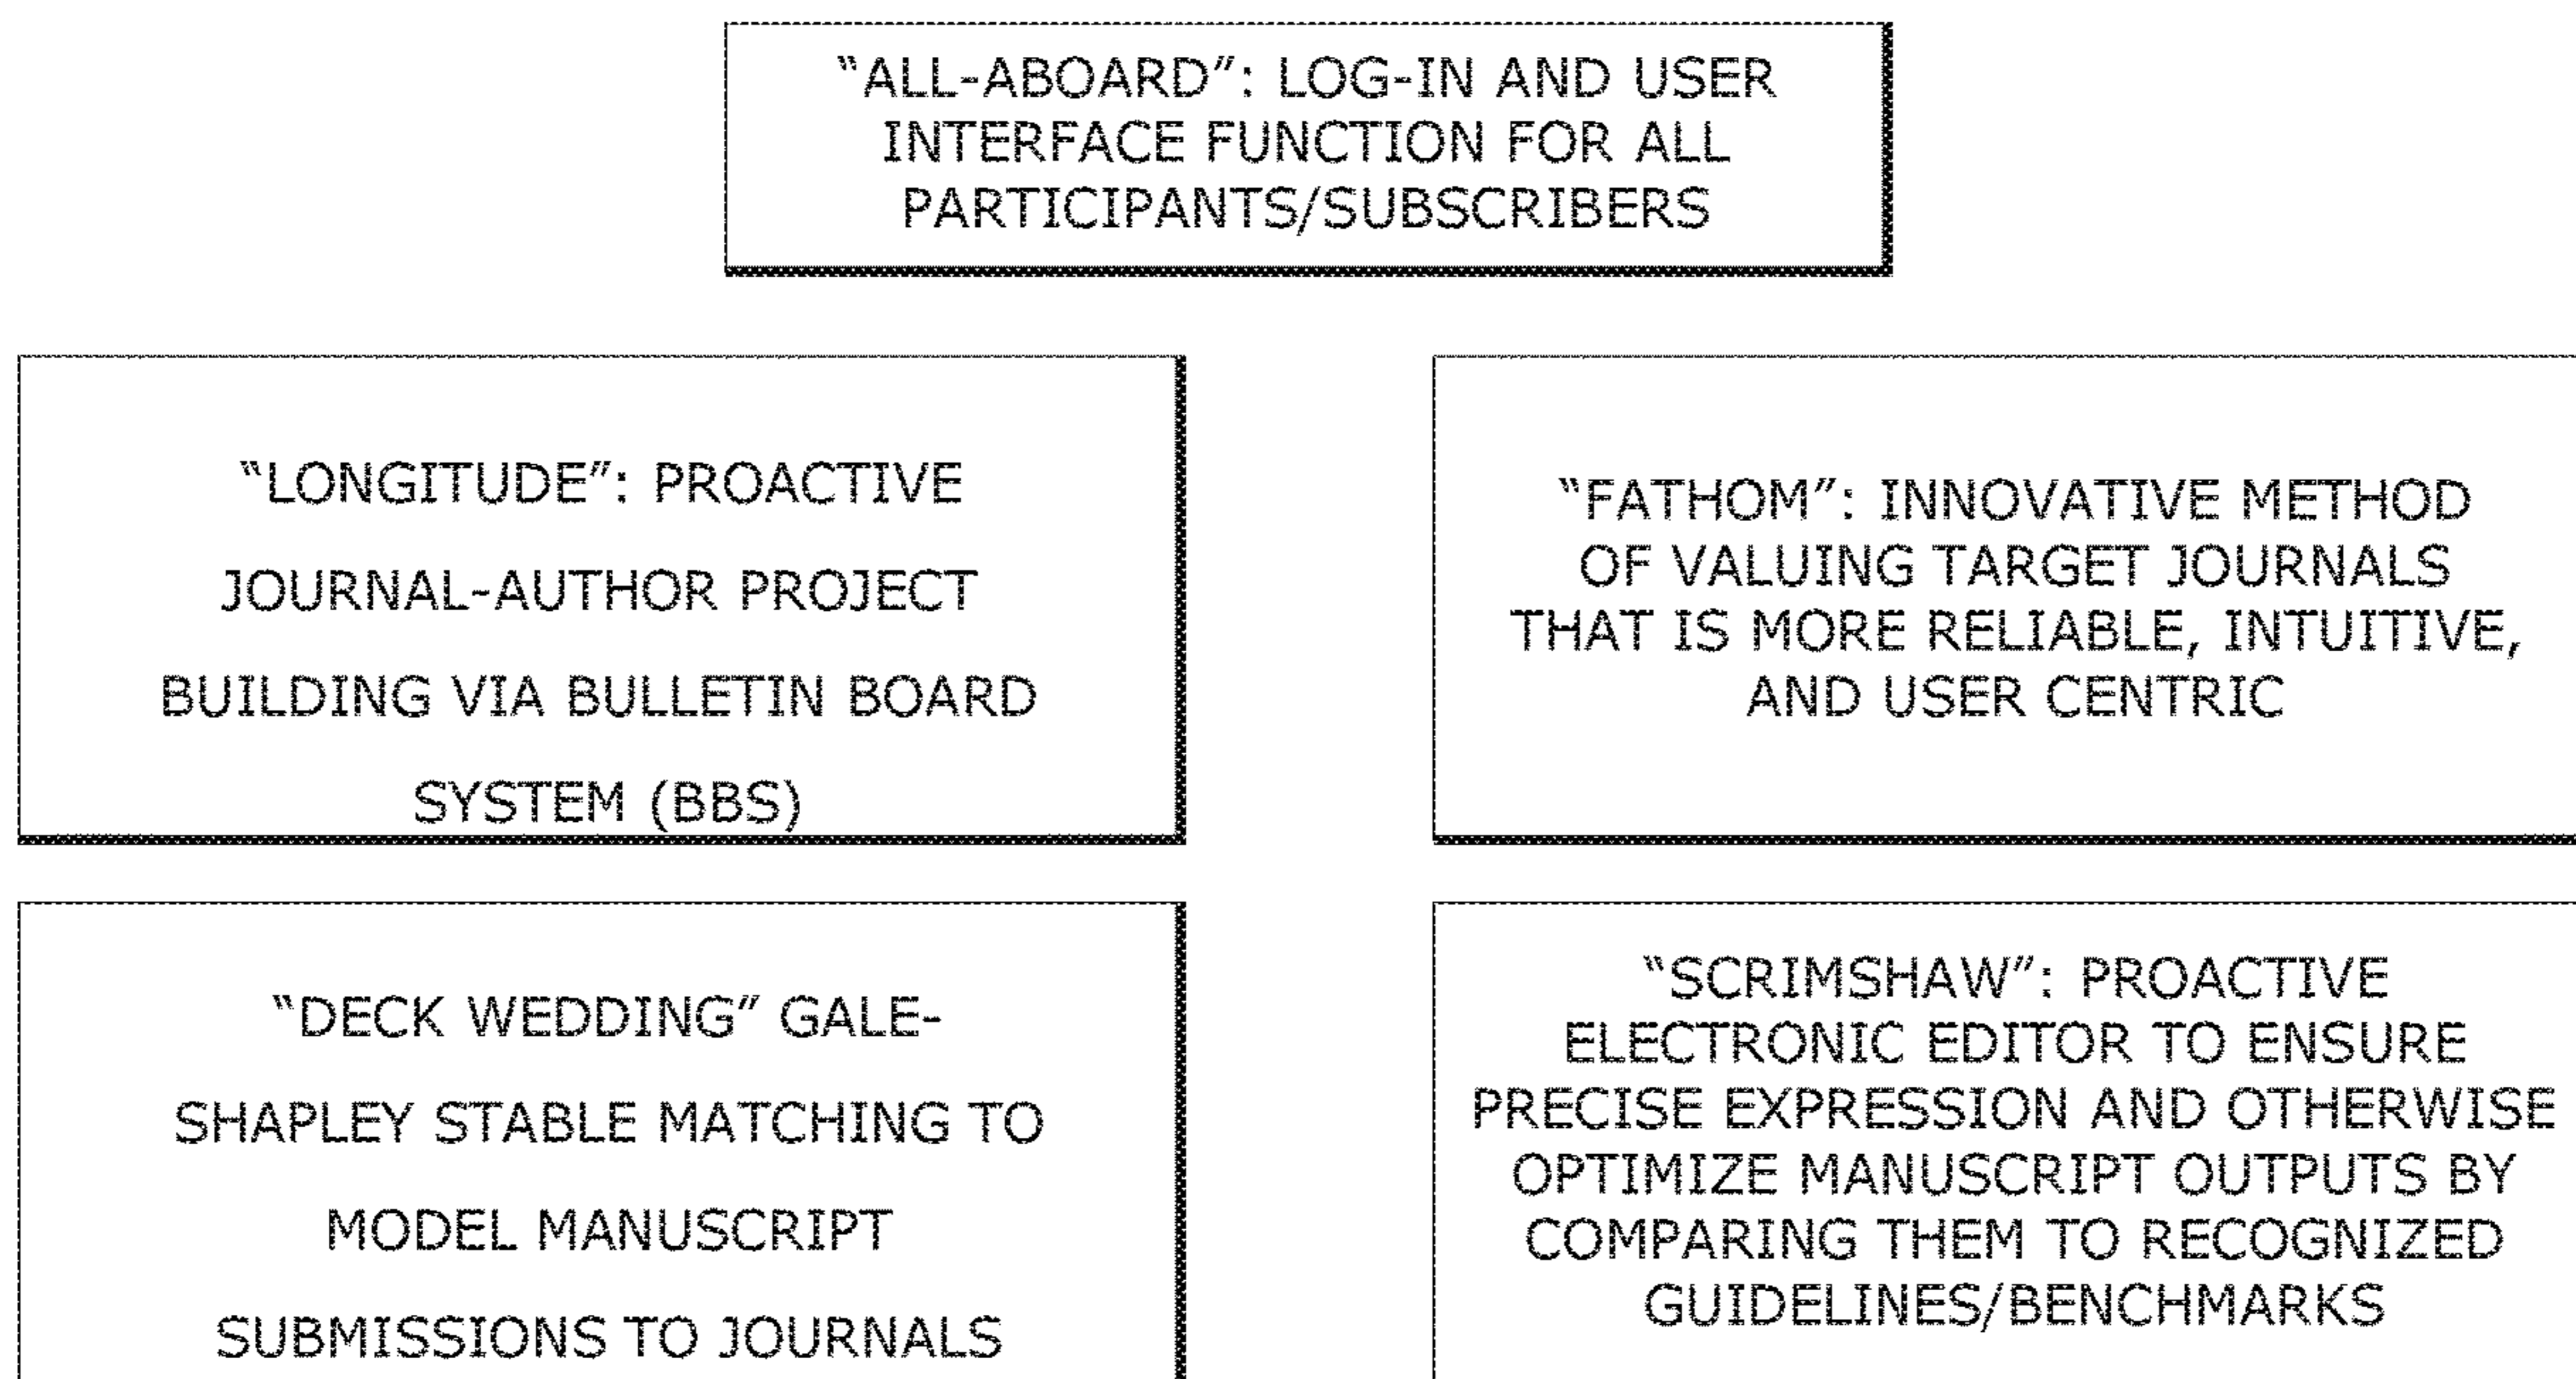 “ALL-ABOARD”: LOG-IN AND USER
INTERFACE FUNCTION FOR ALL
PARTICIPANTS/SUBSCRIBERS
“LONGITUDE”: PROACTIVE
JOURNAL-AUTHOR PROJECT
BUILDING VIA BULLETIN BOARD
SYSTEM (BBS)
“FATHOM”: INNOVATIVE METHOD
OF VALUING TARGET JOURNALS
THAT IS MORE RELIABLE, INTUITIVE,
AND USER CENTRIC
“DECK WEDDING” GALE-
SHAPLEY STABLE MATCHING TO
MODEL MANUSCRIPT
SUBMISSIONS TO JOURNALS
“SCRIMSHAW”: PROACTIVE
ELECTRONIC EDITOR TO ENSURE
PRECISE EXPRESSION AND OTHERWISE
OPTIMIZE MANUSCRIPT OUTPUTS BY
COMPARING THEM TO RECOGNIZED
GUIDELINES/BENCHMARKS